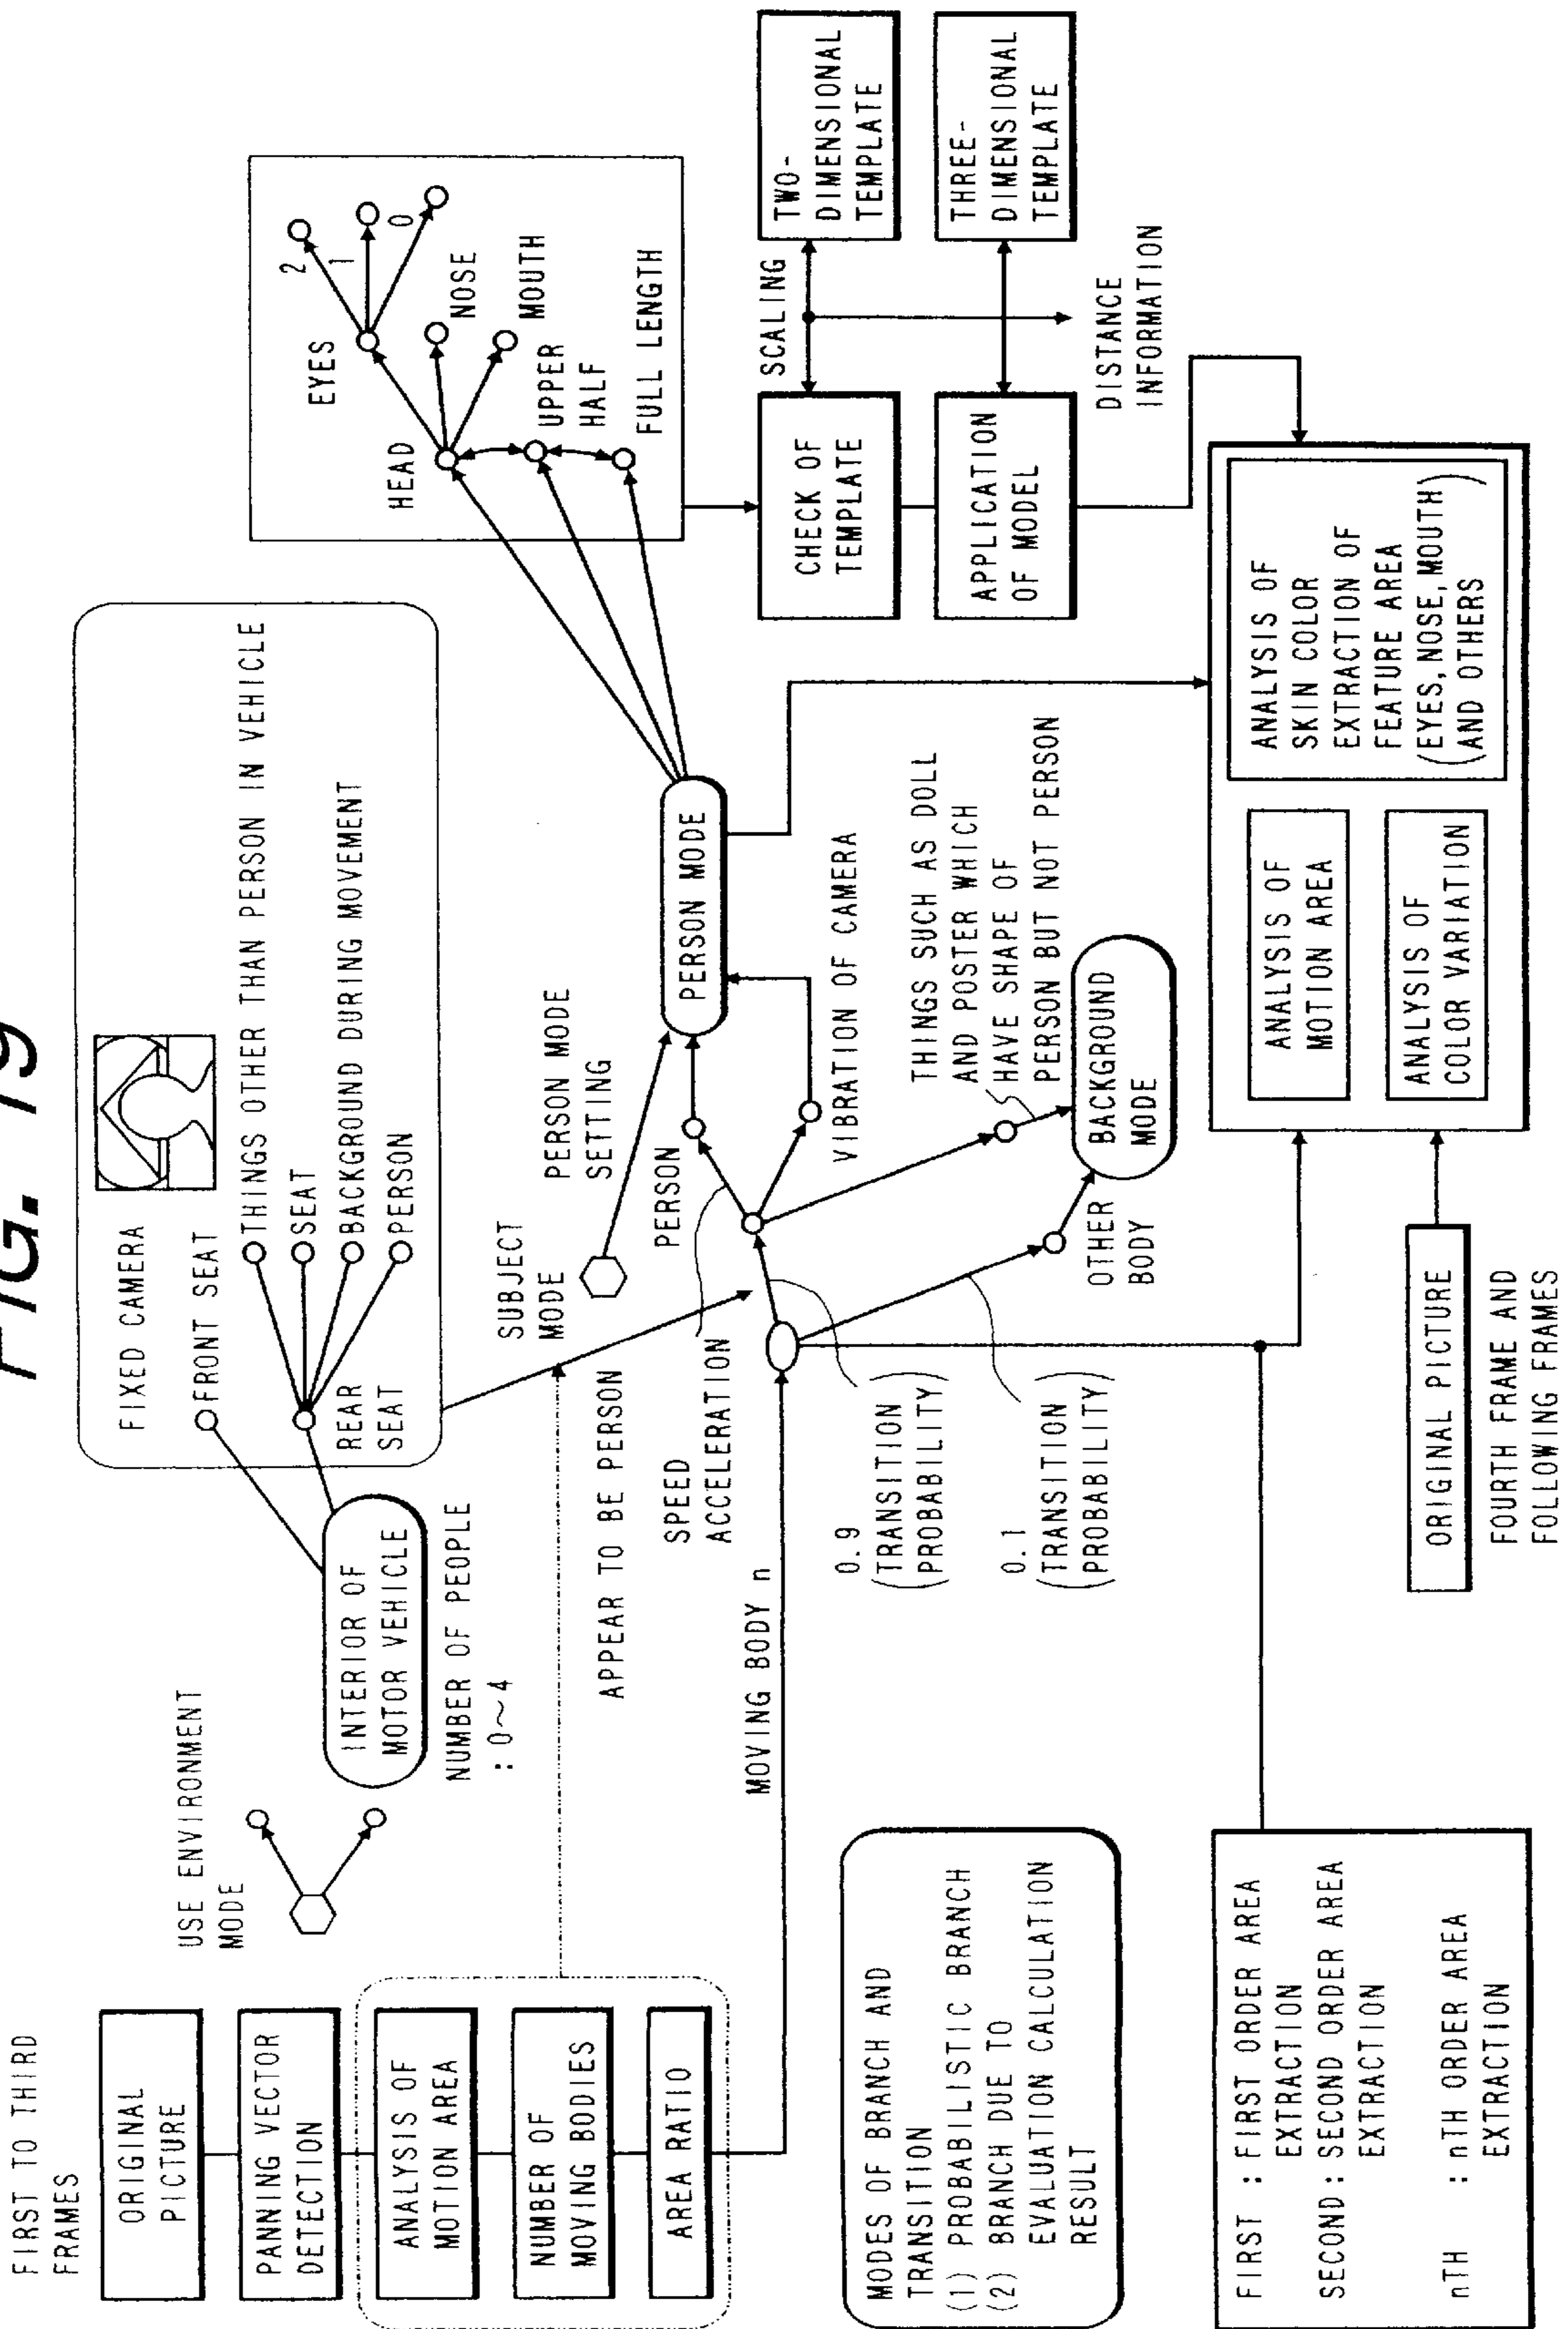 FIG. 19
FIRST TO THIRD
FRAMES
ORIGINAL
PICTURE
PANNING VECTOR
DETECTION
ANALYSIS OF
MOTION AREA
NUMBER OF
MOVING BODIES
AREA RATIO
USE ENVIRONMENT
MODE
INTERIOR OF
MOTOR VEHICLE
NUMBER OF PEOPLE
: 0~4
FIXED CAMERA
FRONT SEAT
REAR
SEAT
THINGS OTHER THAN PERSON IN VEHICLE
SEAT
BACKGROUND DURING MOVEMENT
PERSON
APPEAR TO BE PERSON
MOVING BODY n
SUBJECT
MODE
PERSON MODE
SETTING
SPEED
ACCELERATION
PERSON
PERSON MODE
VIBRATION OF CAMERA
THINGS SUCH AS DOLL
AND POSTER WHICH
HAVE SHAPE OF
PERSON BUT NOT PERSON
0.9
(TRANSITION
PROBABILITY)
0.1
(TRANSITION
PROBABILITY)
OTHER
BODY
BACKGROUND
MODE
HEAD
EYES
2
1
0
NOSE
MOUTH
UPPER
HALF
FULL LENGTH
CHECK OF
TEMPLATE
SCALING
TWO-
DIMENSIONAL
TEMPLATE
APPLICATION
OF MODEL
THREE-
DIMENSIONAL
TEMPLATE
DISTANCE
INFORMATION
MODES OF BRANCH AND
TRANSITION
(1) PROBABLISTIC BRANCH
(2) BRANCH DUE TO
EVALUATION CALCULATION
RESULT
FIRST : FIRST ORDER AREA
EXTRACTION
SECOND : SECOND ORDER AREA
EXTRACTION
nTH : nTH ORDER AREA
EXTRACTION
ANALYSIS OF
MOTION AREA
ANALYSIS OF
COLOR VARIATION
ANALYSIS OF
SKIN COLOR
EXTRACTION OF
FEATURE AREA
(EYES, NOSE, MOUTH
AND OTHERS)
ORIGINAL PICTURE
FOURTH FRAME AND
FOLLOWING FRAMES